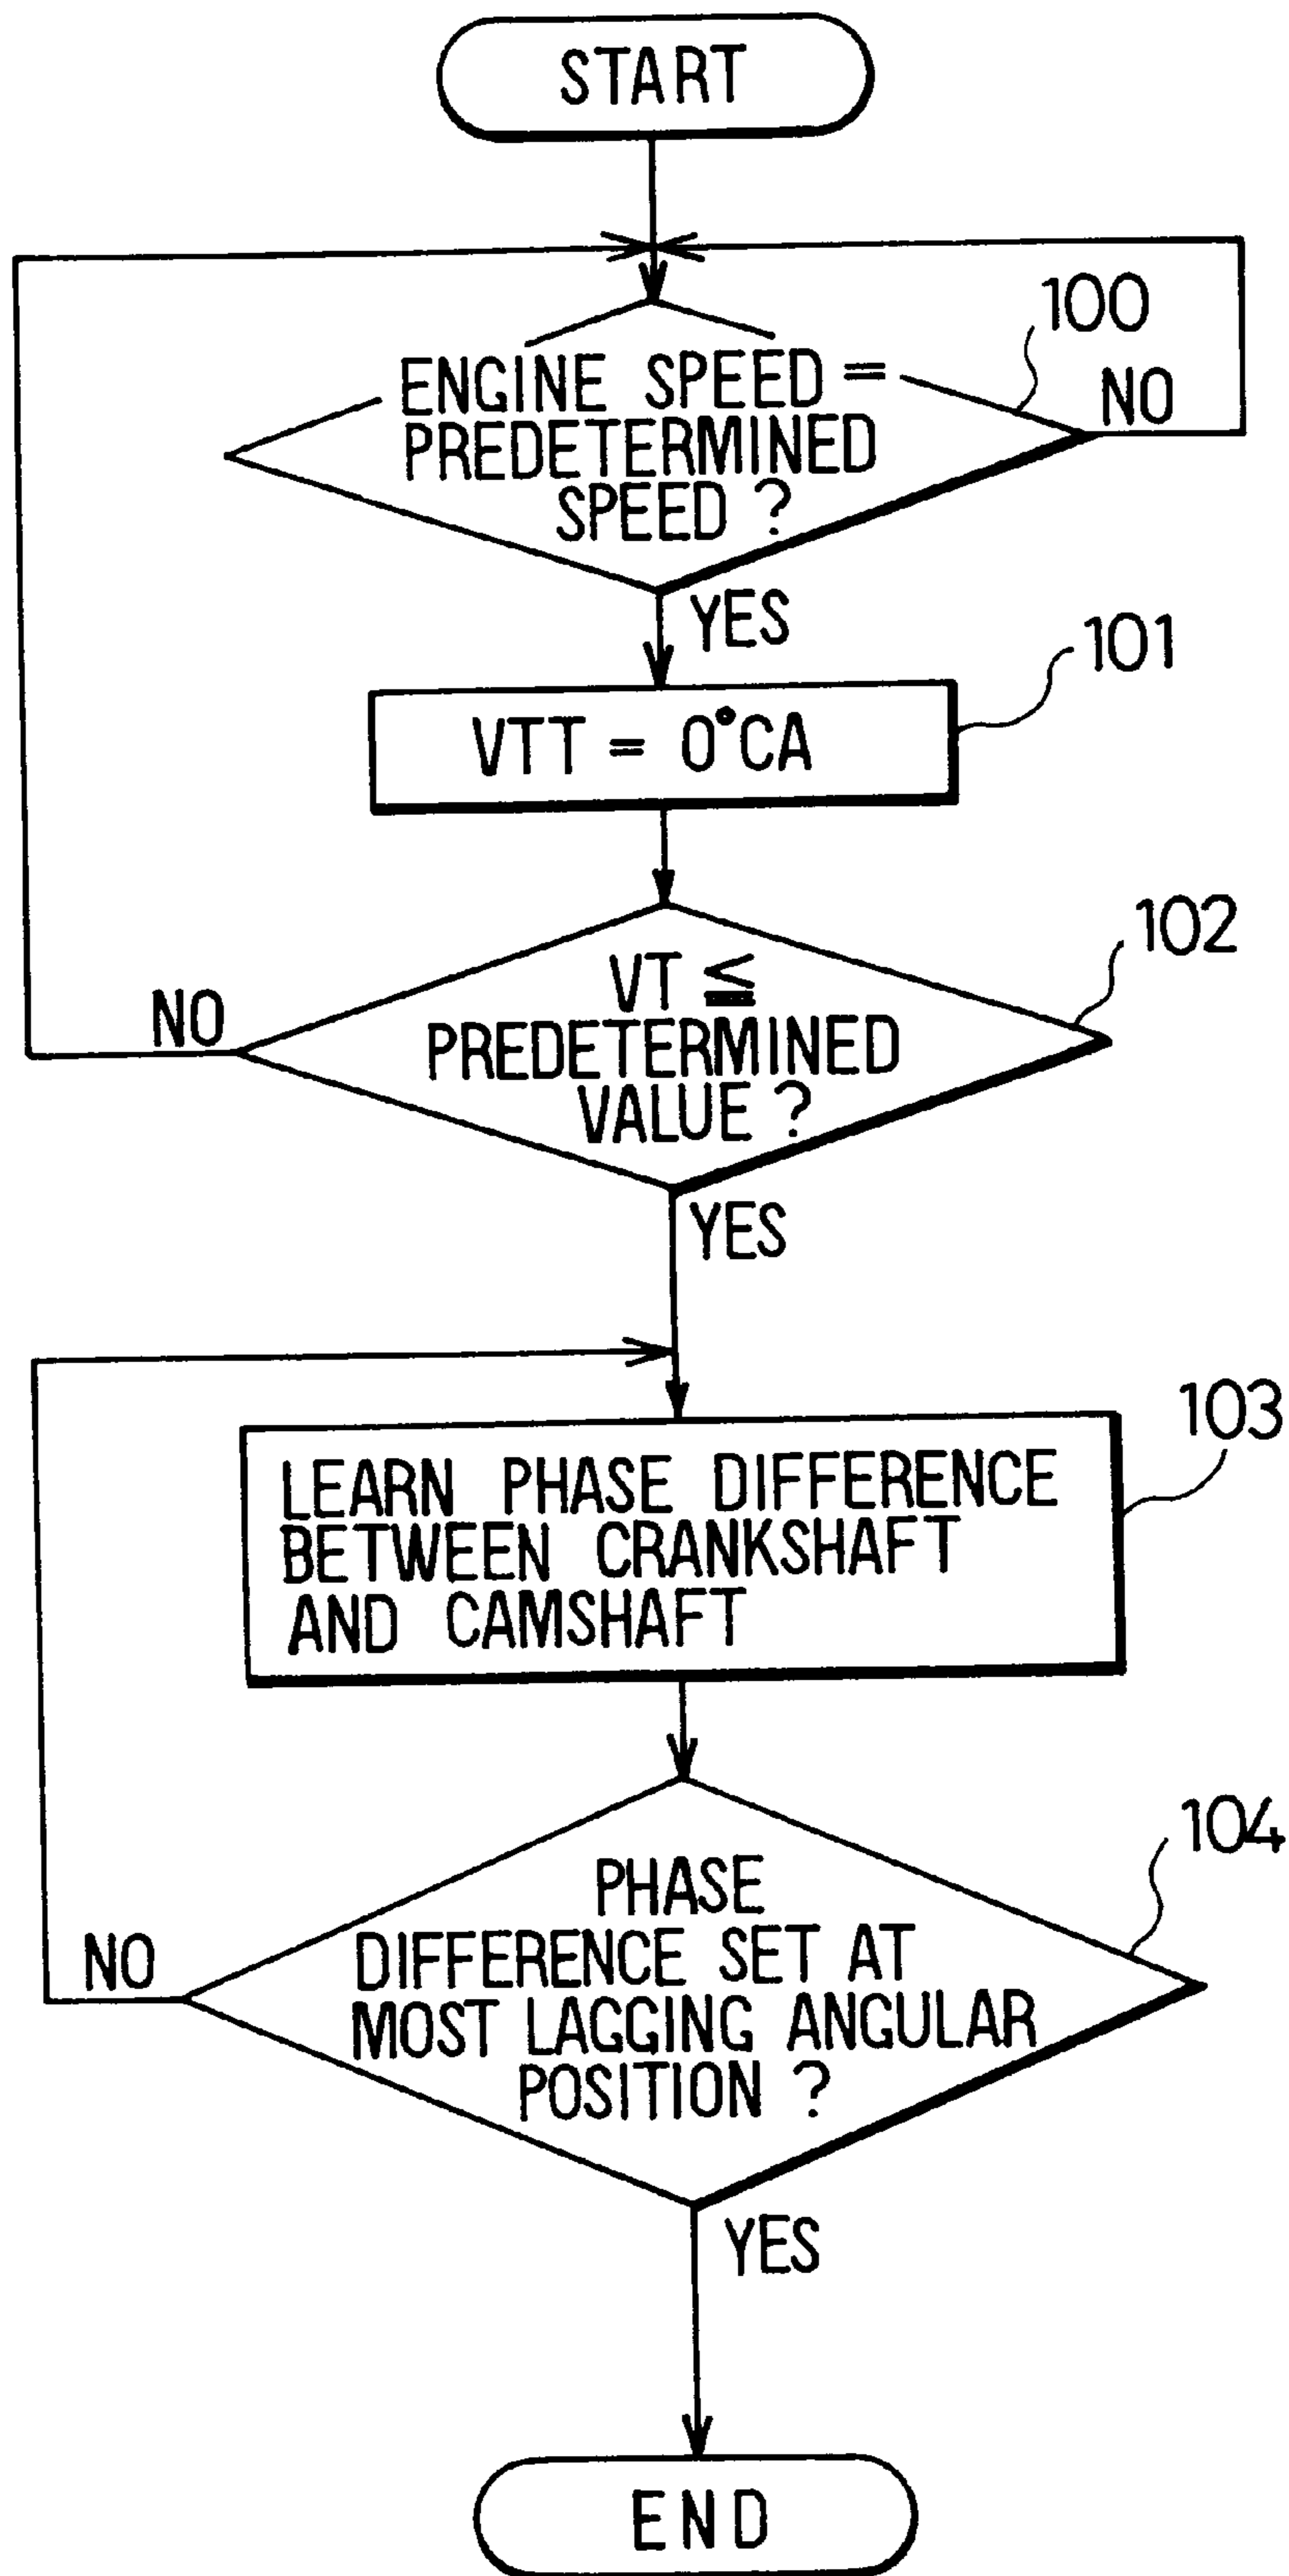 START
100
ENGINE SPEED =
PREDETERMINED
SPEED ?
NO
YES
101
VTT = 0°CA
102
VT ≦
PREDETERMINED
VALUE ?
NO
YES
103
LEARN PHASE DIFFERENCE
BETWEEN CRANKSHAFT
AND CAMSHAFT
104
PHASE
DIFFERENCE SET AT
MOST LAGGING ANGULAR
POSITION ?
NO
YES
END